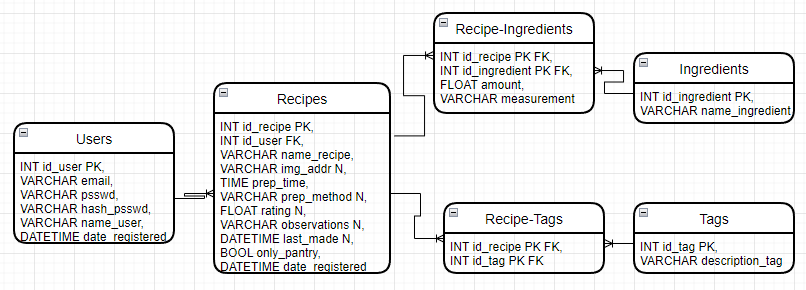 Users
INT id_user PK,
VARCHAR email,
VARCHAR psswd,
VARCHAR hash_psswd,
VARCHAR name_user,
DATETIME date_registered
Recipes
INT id_recipe PK,
INT id_user FK,
VARCHAR name_recipe,
VARCHAR img_addr N,
TIME prep_time,
VARCHAR prep_method N,
FLOAT rating N,
VARCHAR observations N,
DATETIME last_made N,
BOOL only_pantry,
DATETIME date_registered
Recipe-Ingredients
INT id_recipe PK FK,
INT id_ingredient PK FK,
FLOAT amount,
VARCHAR measurement
Ingredients
INT id_ingredient PK,
VARCHAR name_ingredient
Recipe-Tags
INT id_recipe PK FK,
INT id_tag PK FK
Tags
INT id_tag PK,
VARCHAR description_tag